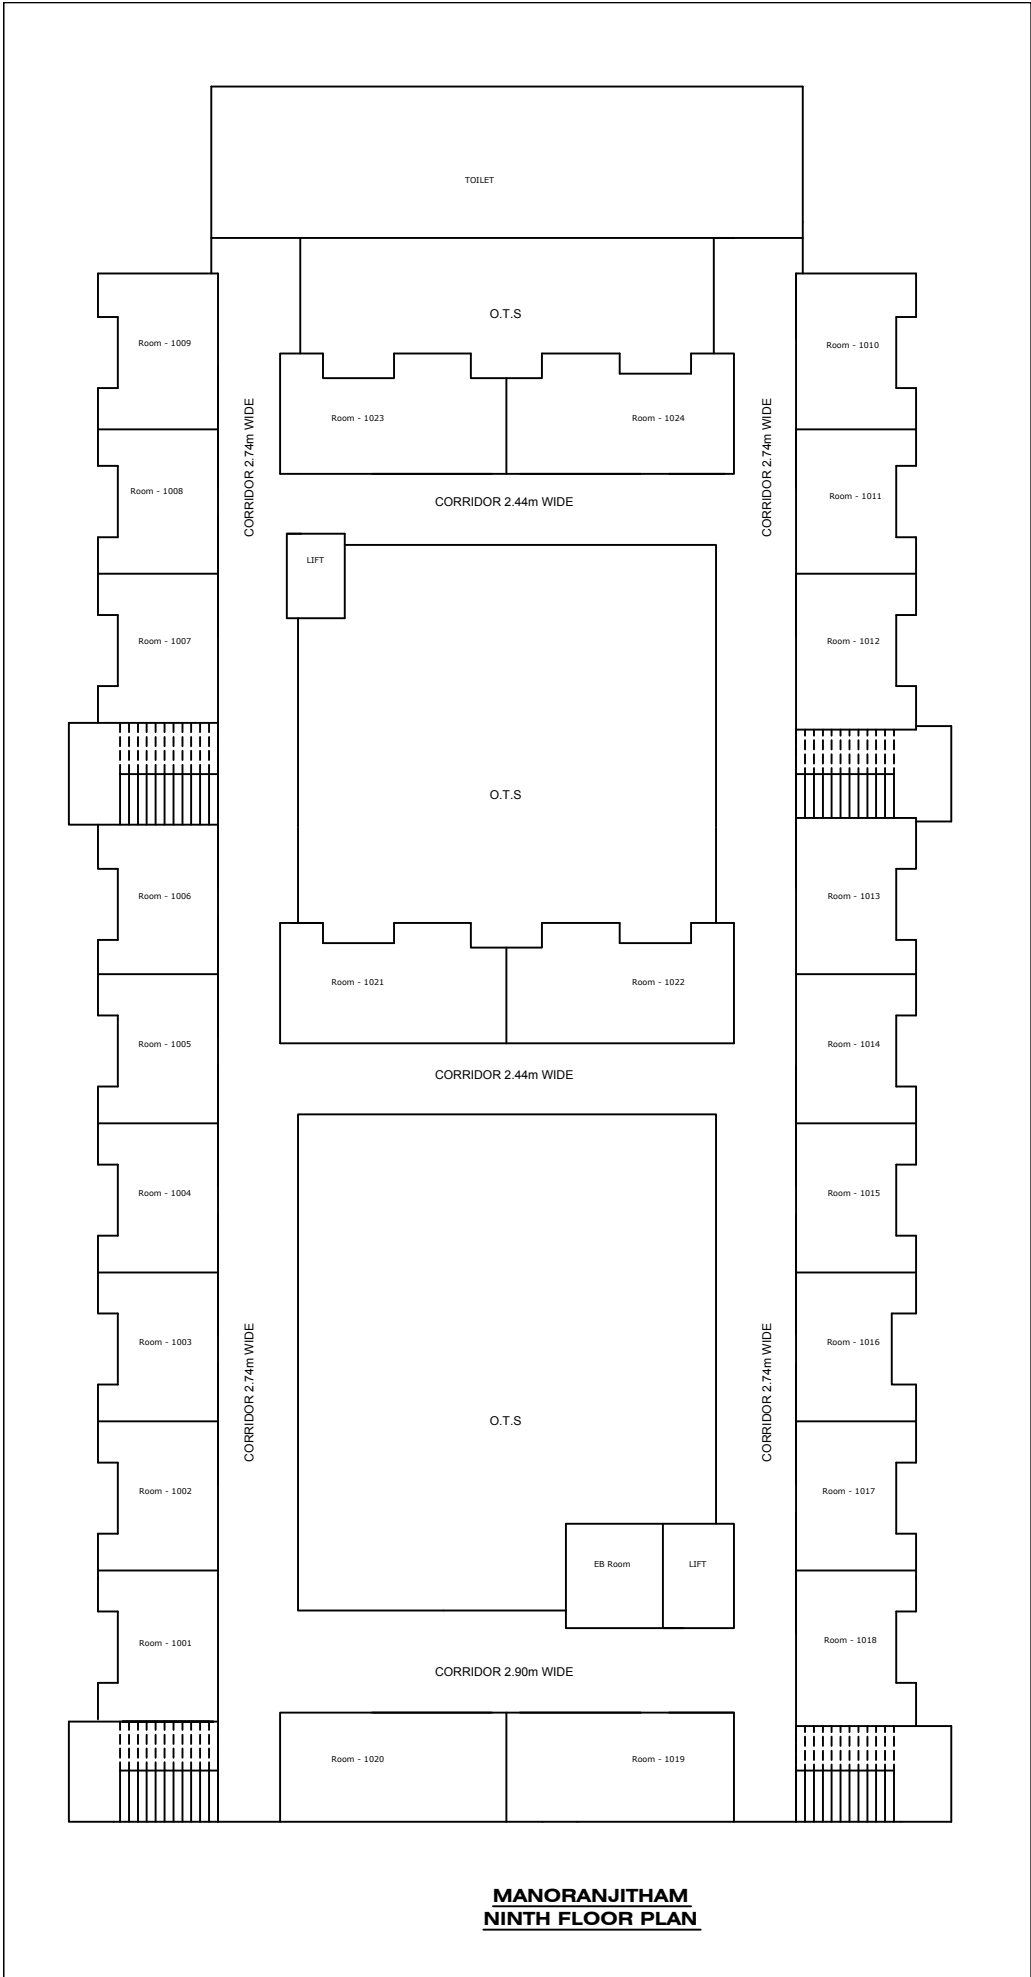 TOILET
O.T.S
Room - 1009
Room - 1010
CORRIDOR 2.74m WIDE
Room - 1023
Room - 1024
CORRIDOR 2.74m WIDE
Room - 1008
CORRIDOR 2.44m WIDE
Room - 1011
LIFT
Room - 1007
Room - 1012
O.T.S
Room - 1006
Room - 1013
Room - 1021
Room - 1022
Room - 1005
Room - 1014
CORRIDOR 2.44m WIDE
Room - 1004
Room - 1015
Room - 1003
CORRIDOR 2.74m WIDE
CORRIDOR 2.74m WIDE
Room - 1016
O.T.S
Room - 1002
Room - 1017
EB Room
LIFT
Room - 1001
Room - 1018
CORRIDOR 2.90m WIDE
Room - 1020
Room - 1019
MANORANJITHAM
NINTH FLOOR PLAN